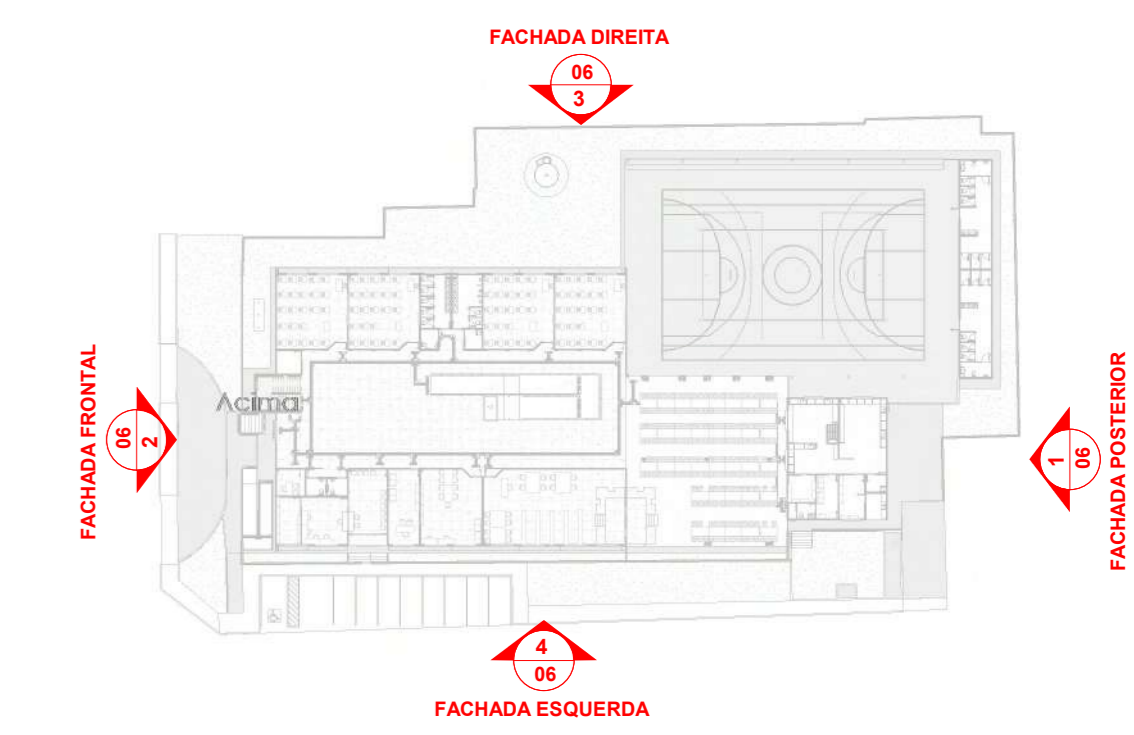 FACHADA DIREITA
06
3
FACHADA FRONTAL
06
2
Acima
1
06
FACHADA POSTERIOR
4
06
FACHADA ESQUERDA